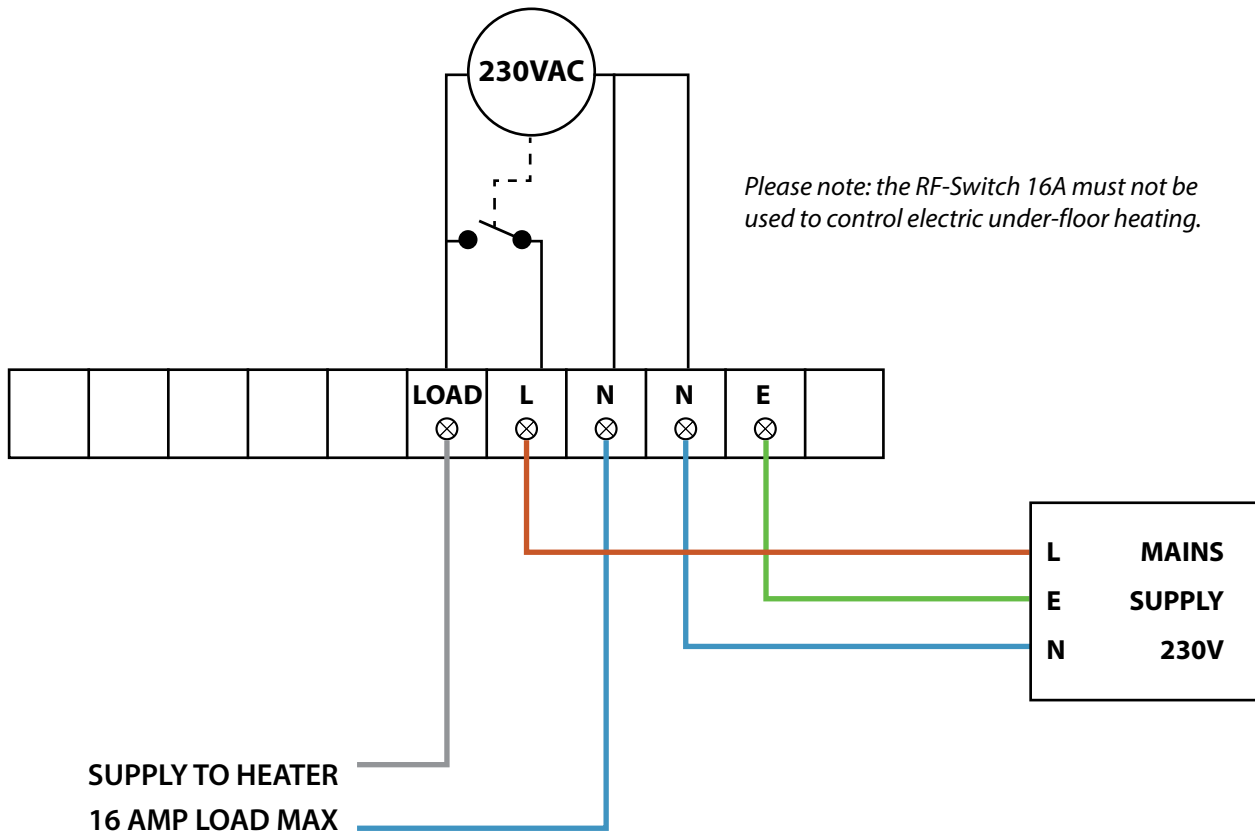 230VAC
Please note: the RF-Switch 16A must not be
used to control electric under-floor heating.
LOAD L N N E
L MAINS
E SUPPLY
N 230V
SUPPLY TO HEATER
16 AMP LOAD MAX